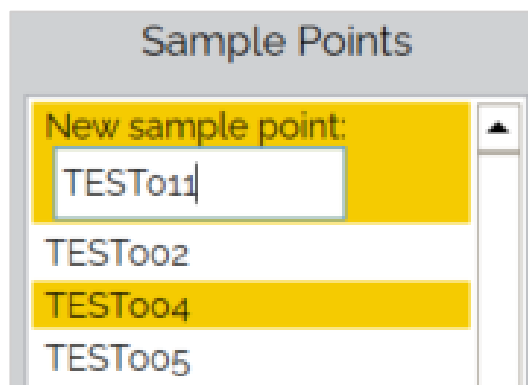 Sample Points
New sample point:
TEST011
TEST002
TEST004
TEST005